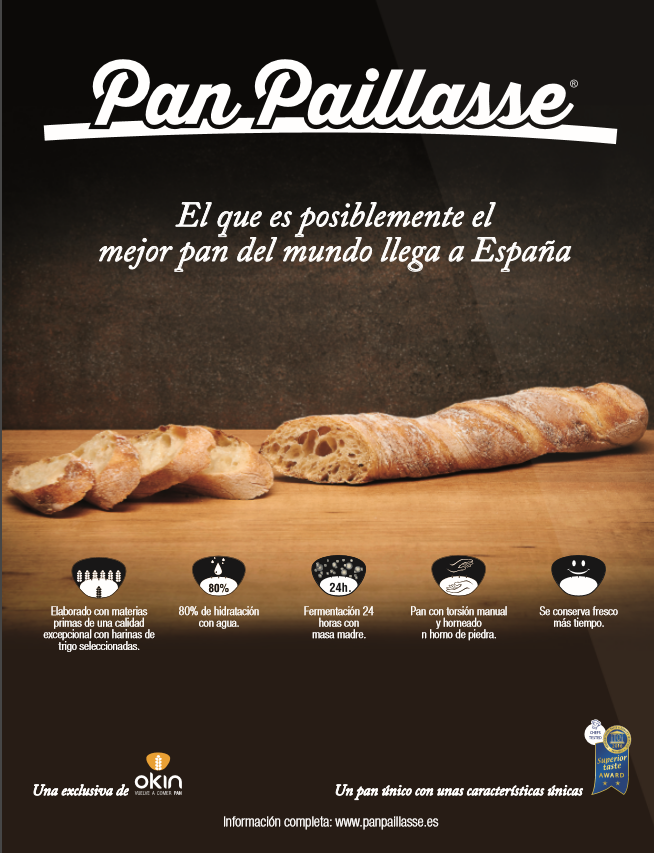 Pan Paillasse®
El que es posiblemente el
mejor pan del mundo llega a España
80%
24h.
Elaborado con materias
primas de una calidad
excepcional con harinas de
trigo seleccionadas.
80% de hidratación
con agua.
Fermentación 24
horas con
masa madre.
Pan con torsión manual
y horneado
n horno de piedra.
Se conserva fresco
más tiempo.
Una exclusiva de
okin
VUELVE A COMER PAN
Un pan único con unas características únicas
CHEFS
TESTED
Superior
taste
AWARD
Información completa: www.panpaillasse.es